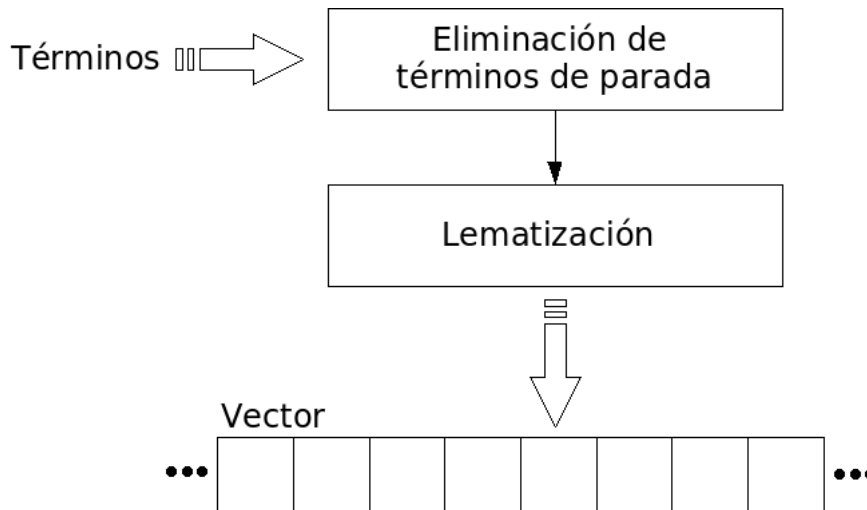 Términos
Eliminación de
términos de parada
Lematización
Vector